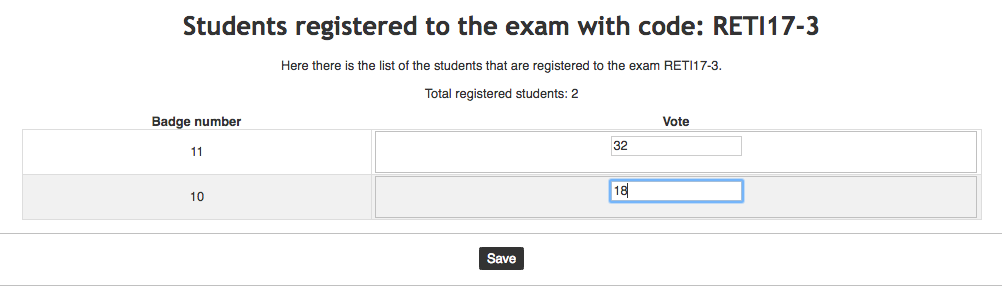 Students registered to the exam with code: RETI17-3
Here there is the list of the students that are registered to the exam RETI17-3.
Total registered students: 2
Badge number Vote
11 32
10 18
Save